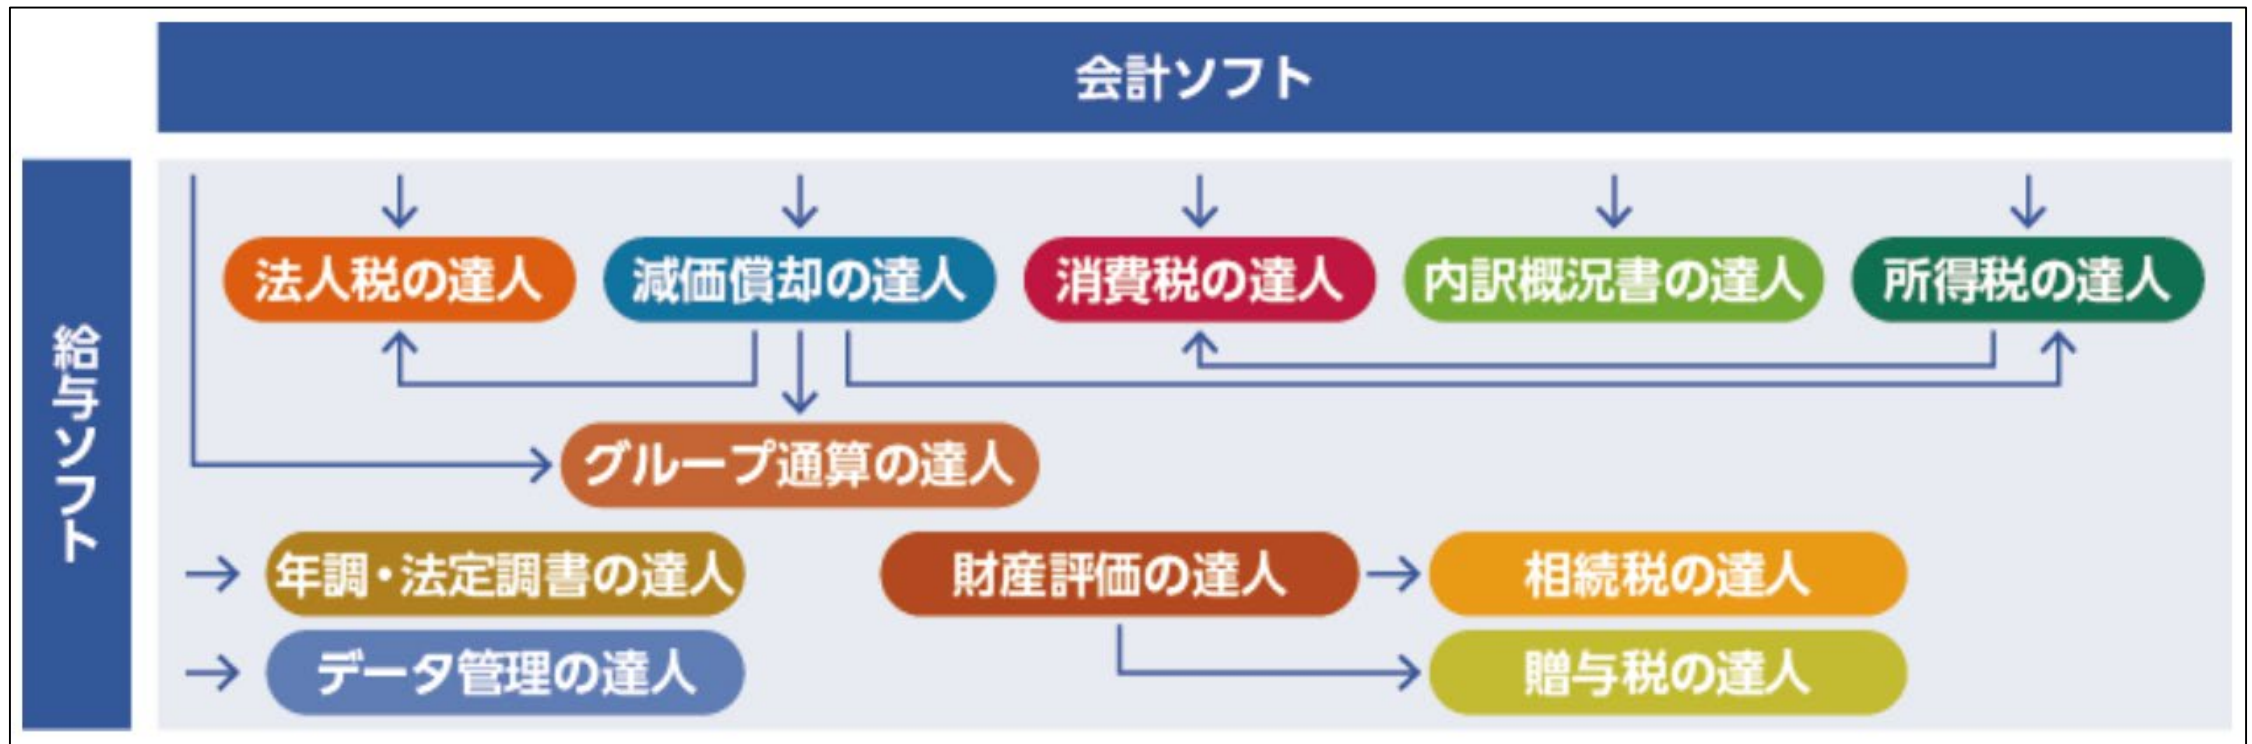 会計ソフト
給与ソフト
法人税の達人
減価償却の達人
消費税の達人
内訳概況書の達人
所得税の達人
グループ通算の達人
年調・法定調書の達人
財産評価の達人
相続税の達人
データ管理の達人
贈与税の達人